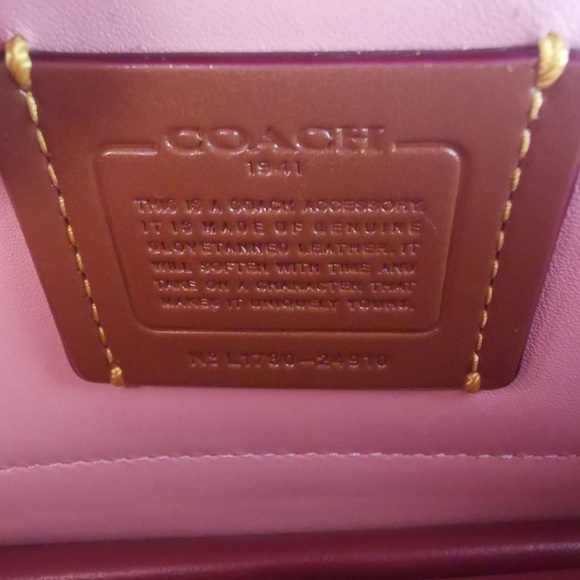 COACH
1941
THIS IS A COACH ACCESSORY.
IT IS MADE OF GENUINE
GLOVETANNED LEATHER. IT
WILL SOFTEN WITH TIME AND
TAKE ON A CHARACTER THAT
MAKES IT UNIQUELY YOURS.
No L1780-24910